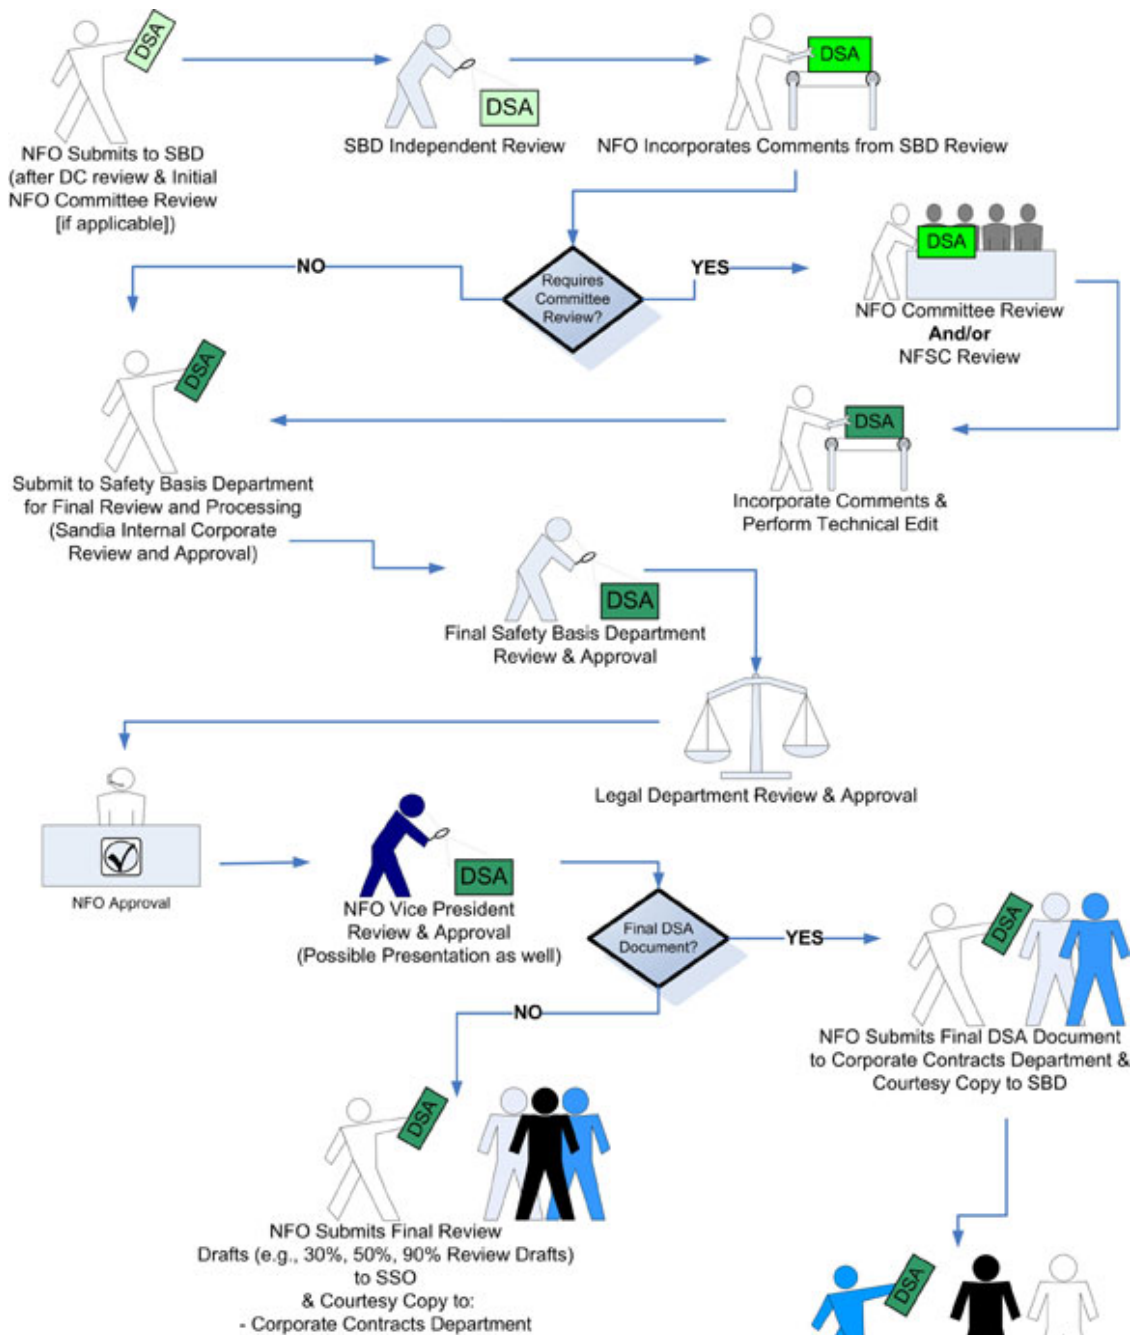 DSA
NFO Submits to SBD
(after DC review & Initial
NFO Committee Review
[if applicable])
DSA
SBD Independent Review
DSA
NFO Incorporates Comments from SBD Review
Requires
Committee
Review?
NO
YES
DSA
NFO Committee Review
And/or
NFSC Review
DSA
Incorporate Comments &
Perform Technical Edit
DSA
Submit to Safety Basis Department
for Final Review and Processing
(Sandia Internal Corporate
Review and Approval)
DSA
Final Safety Basis Department
Review & Approval
Legal Department Review & Approval
NFO Approval
DSA
NFO Vice President
Review & Approval
(Possible Presentation as well)
Final DSA
Document?
YES
NO
DSA
NFO Submits Final DSA Document
to Corporate Contracts Department &
Courtesy Copy to SBD
DSA
NFO Submits Final Review
Drafts (e.g., 30%, 50%, 90% Review Drafts)
to SSO
& Courtesy Copy to:
- Corporate Contracts Department
DSA